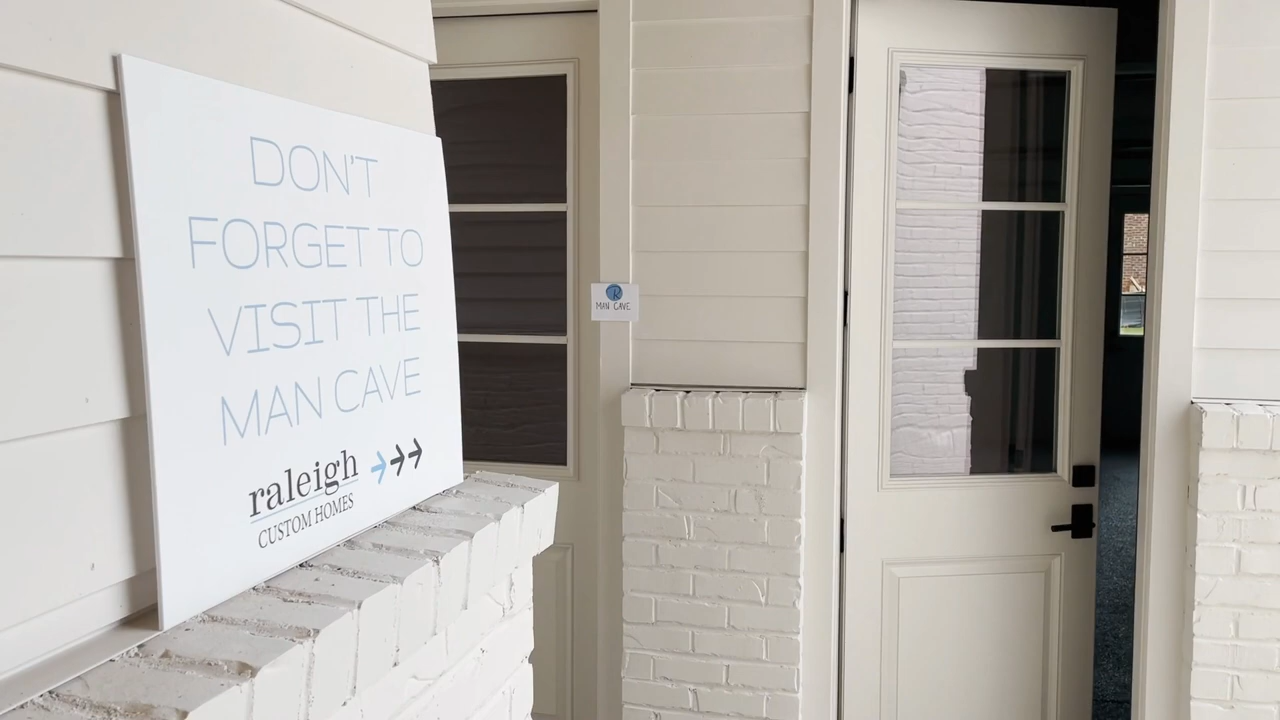 DON'T
FORGET TO
VISIT THE
MAN CAVE
raleigh
CUSTOM HOMES
R
MAN CAVE